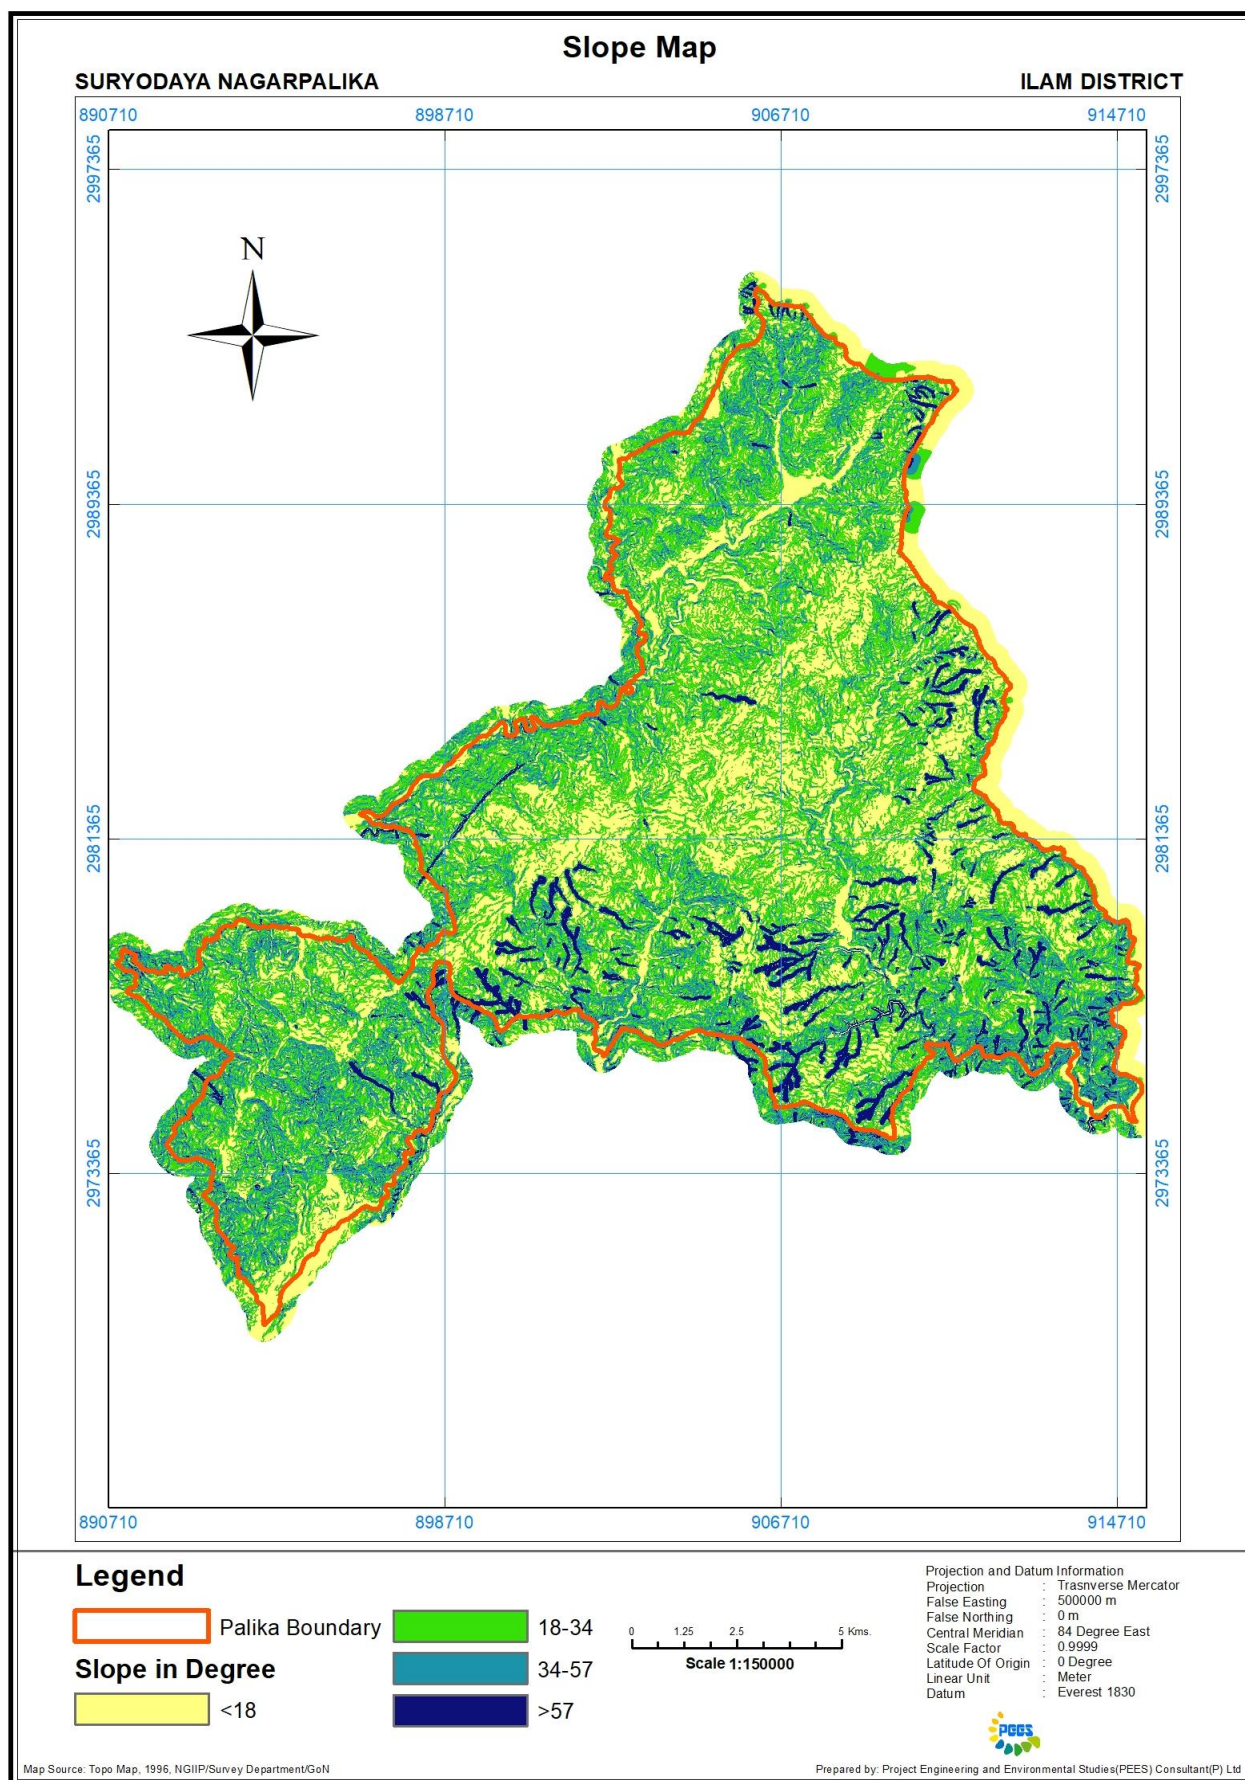 Slope Map
SURYODAYA NAGARPALIKA ILAM DISTRICT
890710 898710 906710 914710
2997365 2997365
N
2989365 2989365
2981365 2981365
2973365 2973365
890710 898710 906710 914710
Legend
Palika Boundary
Slope in Degree
<18
18-34
34-57
>57
0 1.25 2.5 5 Kms.
Scale 1:150000
Projection and Datum Information
Projection : Trasnverse Mercator
False Easting : 500000 m
False Northing : 0 m
Central Meridian : 84 Degree East
Scale Factor : 0.9999
Latitude Of Origin : 0 Degree
Linear Unit : Meter
Datum : Everest 1830
PEES
Map Source: Topo Map, 1996, NGIIP/Survey Department/GoN
Prepared by: Project Engineering and Environmental Studies(PEES) Consultant(P) Ltd